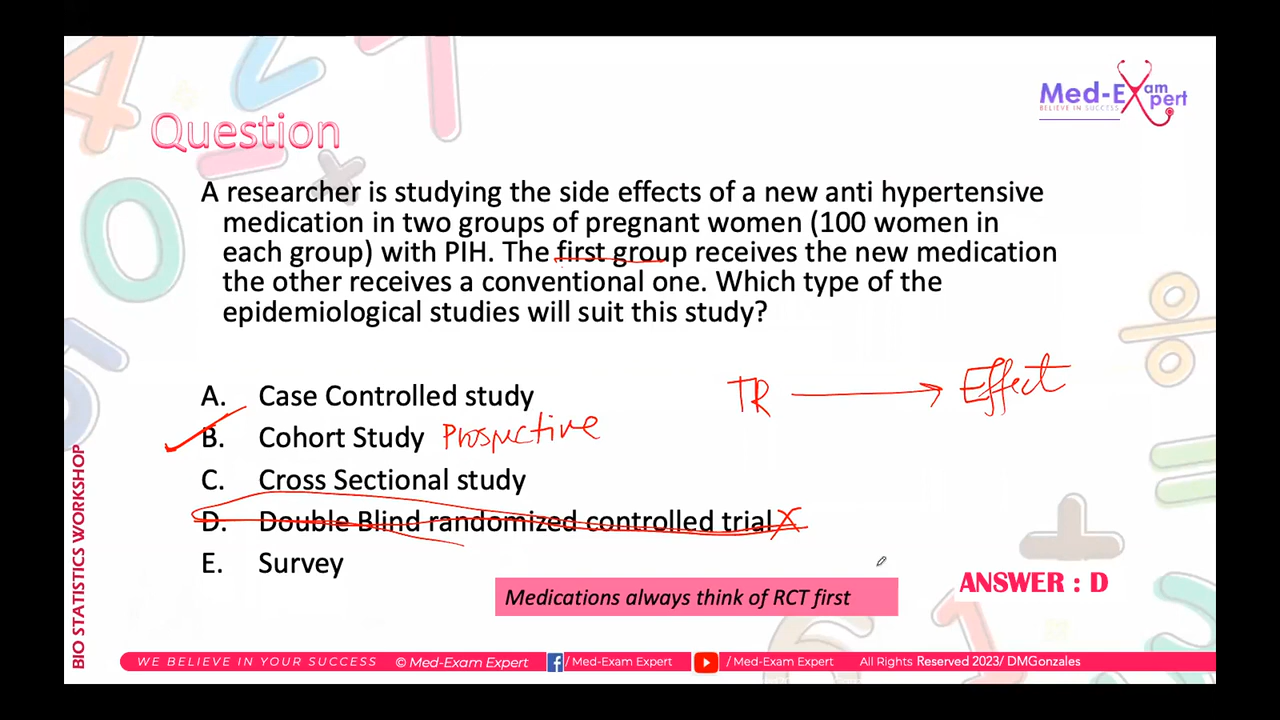 Med-Exam
Expert
BELIEVE IN SUCCESS
Question
A researcher is studying the side effects of a new anti hypertensive
medication in two groups of pregnant women (100 women in
each group) with PIH. The first group receives the new medication
the other receives a conventional one. Which type of the
epidemiological studies will suit this study?
A. Case Controlled study
TR → Effect
B. Cohort Study Prospective
C. Cross Sectional study
D. Double Blind randomized controlled trial X
E. Survey
Medications always think of RCT first
ANSWER : D
BIO STATISTICS WORKSHOP
WE BELIEVE IN YOUR SUCCESS © Med-Exam Expert f / Med-Exam Expert / Med-Exam Expert All Rights Reserved 2023/ DMGonzales